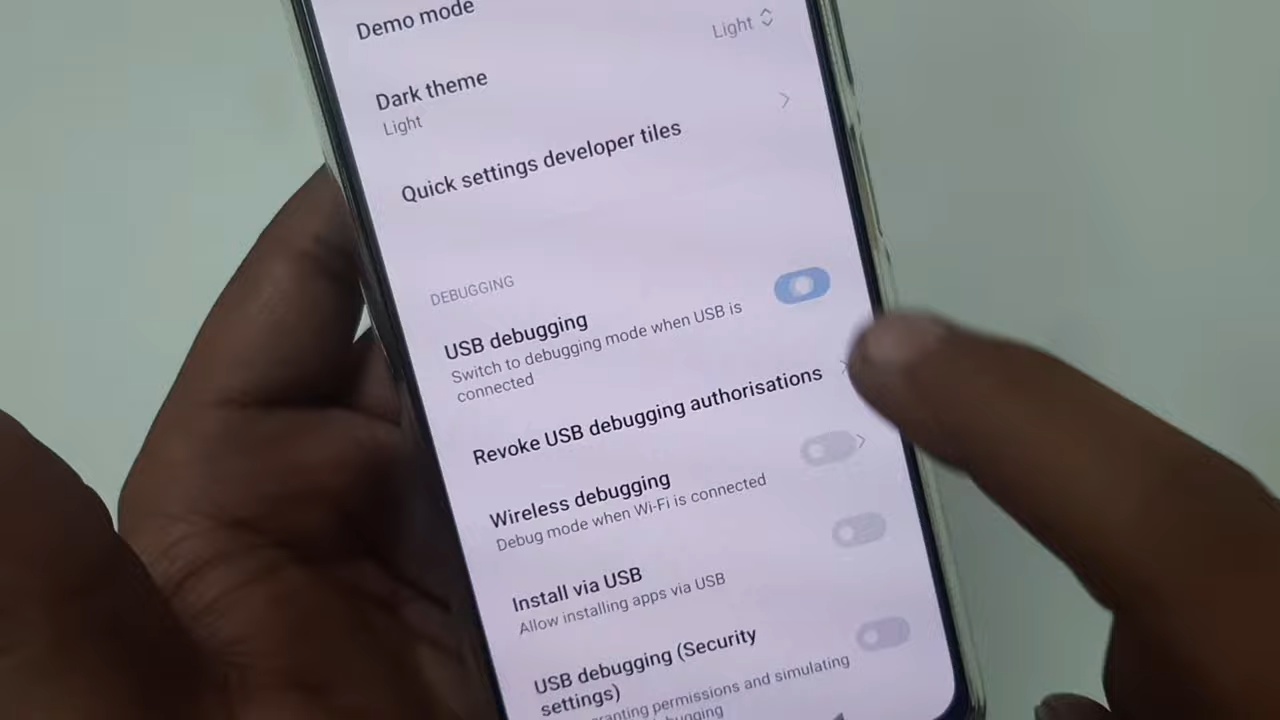 Demo mode
Light
Dark theme
Light
Quick settings developer tiles
DEBUGGING
USB debugging
Switch to debugging mode when USB is
connected
Revoke USB debugging authorisations
Wireless debugging
Debug mode when Wi-Fi is connected
Install via USB
Allow installing apps via USB
USB debugging (Security
settings)
permissions and simulating